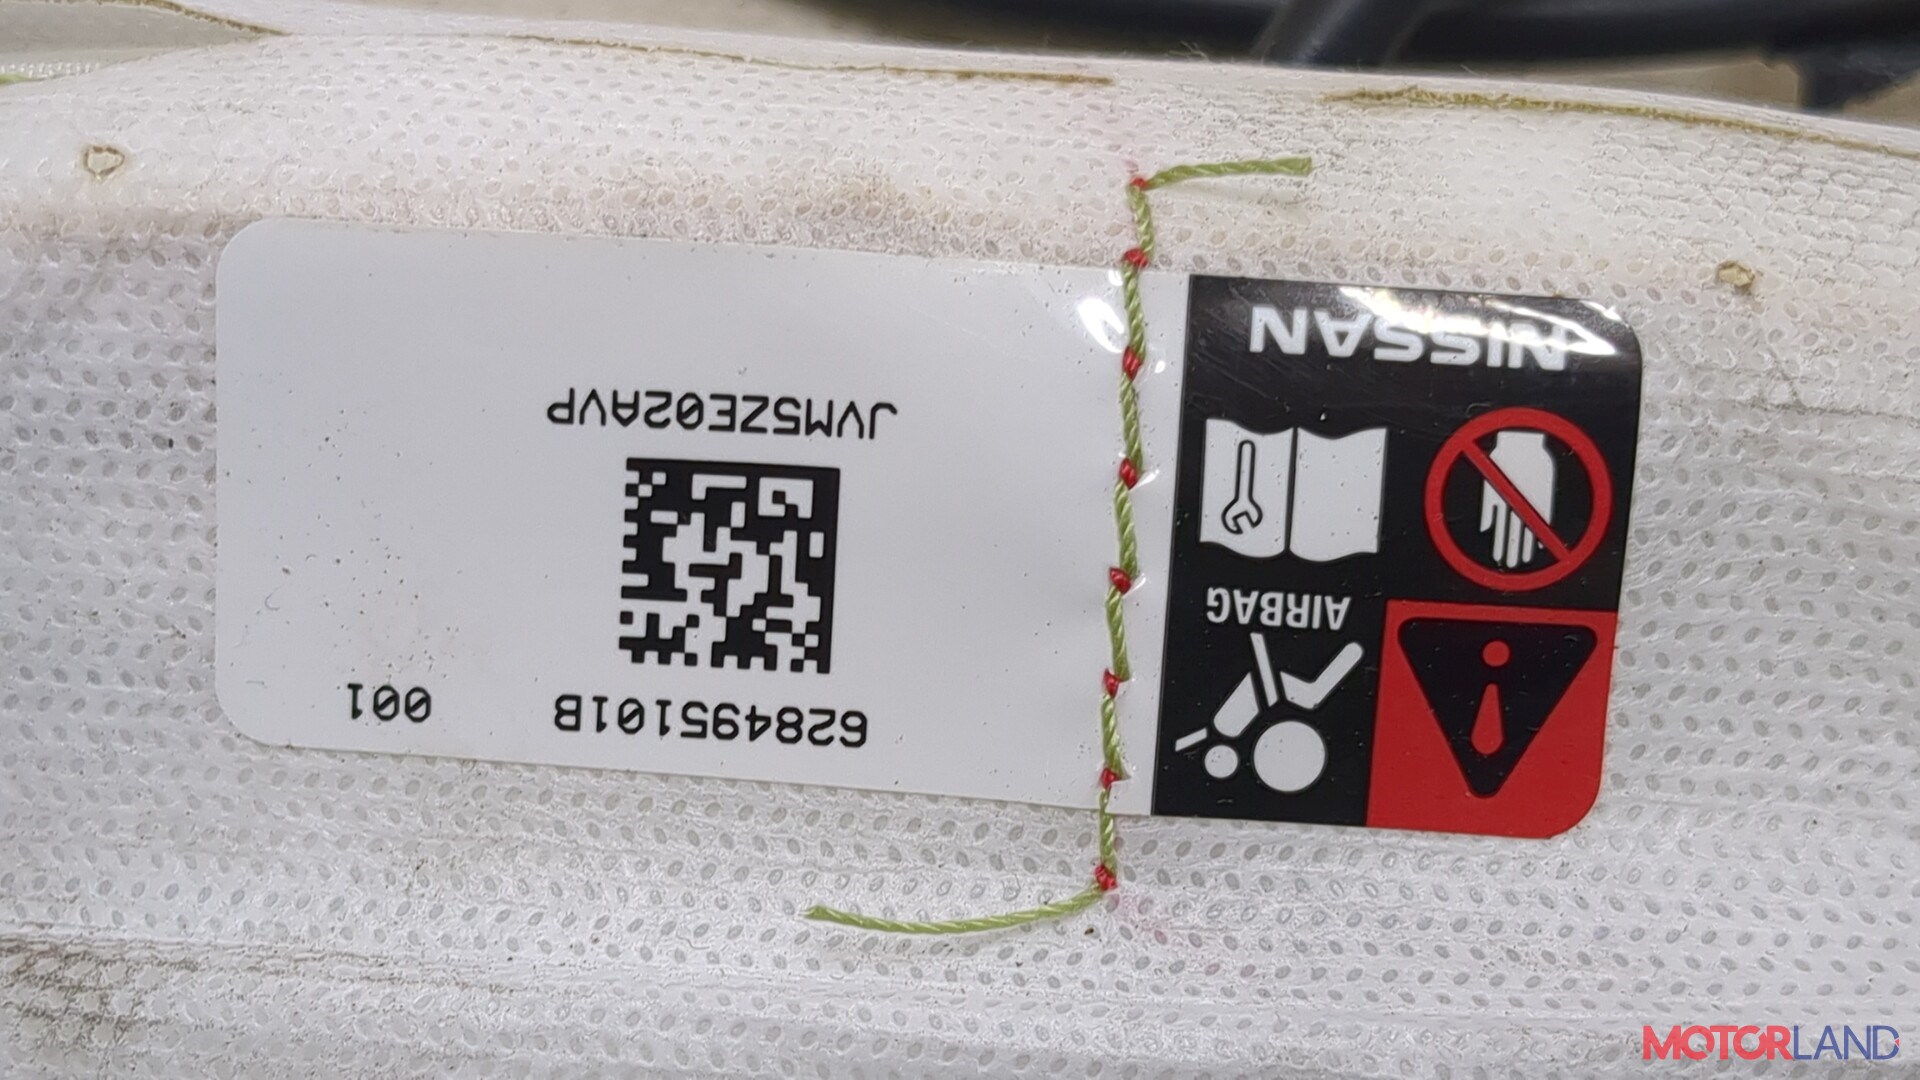 628495101B
001
JVM5ZE02AVP
AIRBAG
NISSAN
MOTORLAND